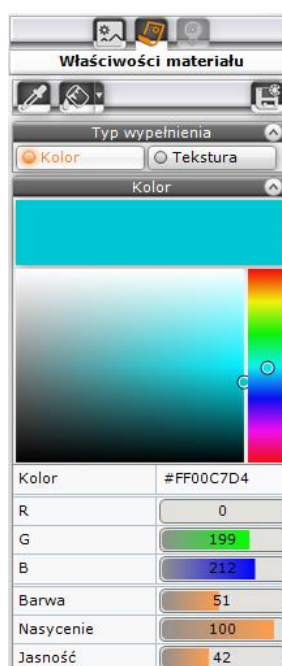 Właściwości materiału
Typ wypełnienia
Kolor Tekstura
Kolor
Kolor #FF00C7D4
R 0
G 199
B 212
Barwa 51
Nasycenie 100
Jasność 42